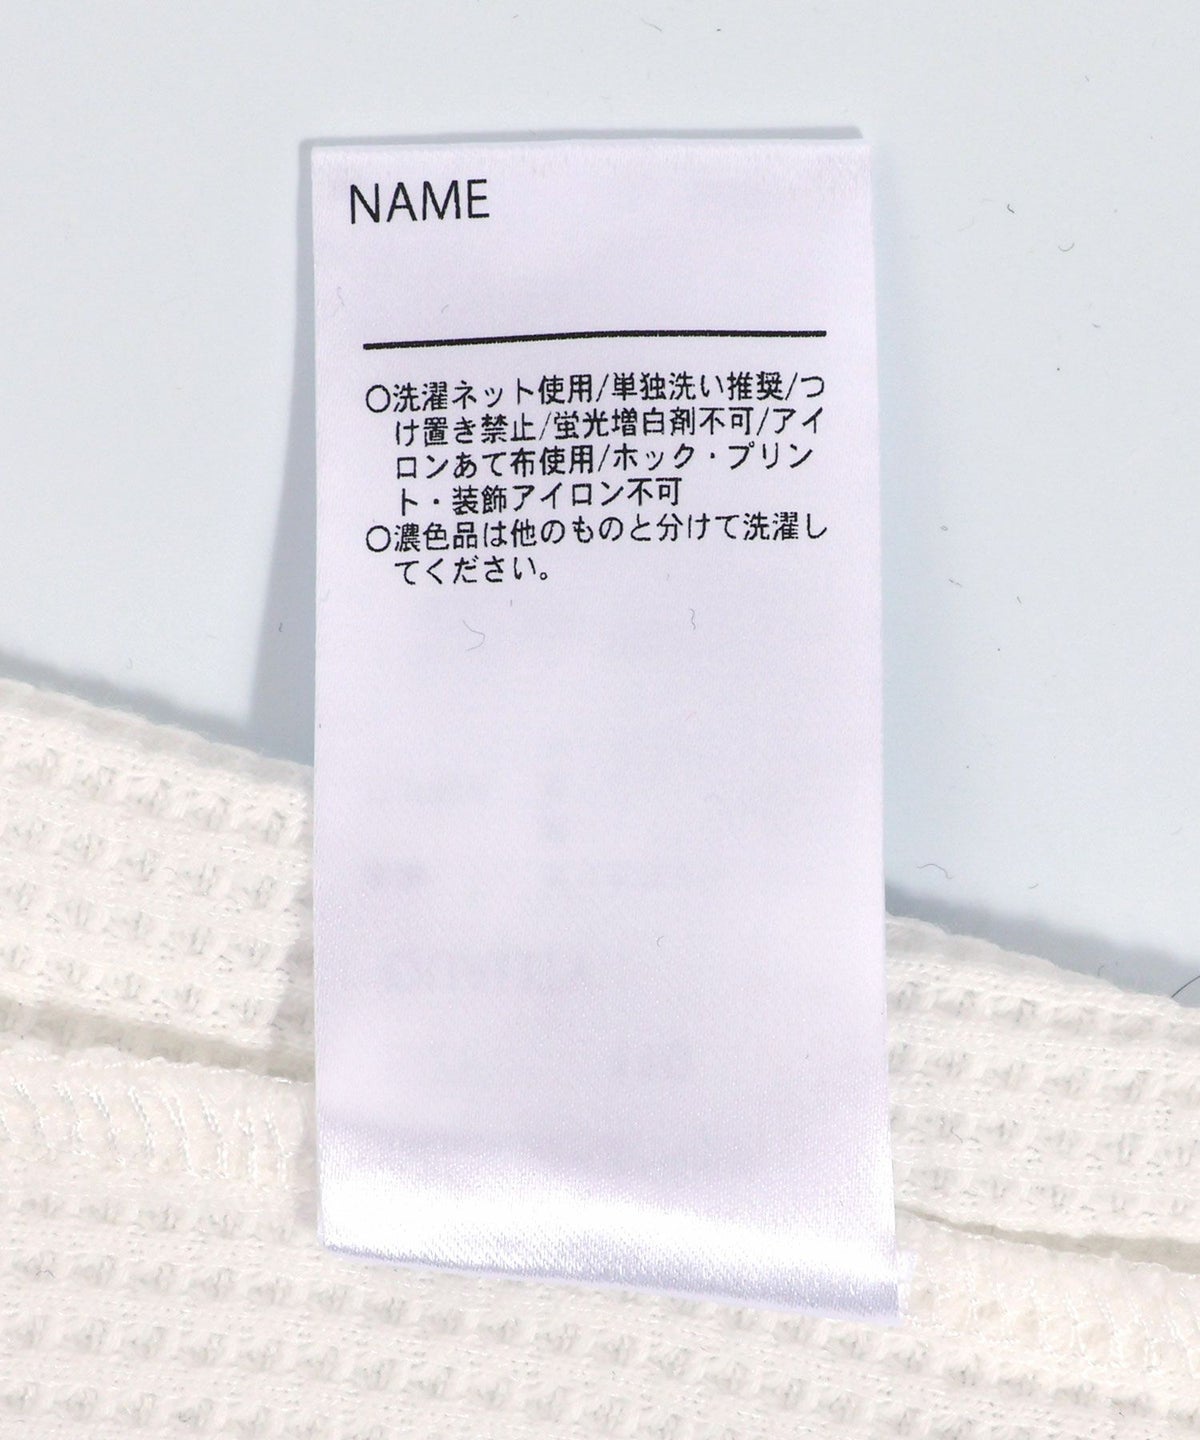 NAME
○洗濯ネット使用/単独洗い推奨/つ
け置き禁止/蛍光増白剤不可/アイ
ロンあて布使用/ホック・プリン
ト・装飾アイロン不可
○濃色品は他のものと分けて洗濯し
てください。